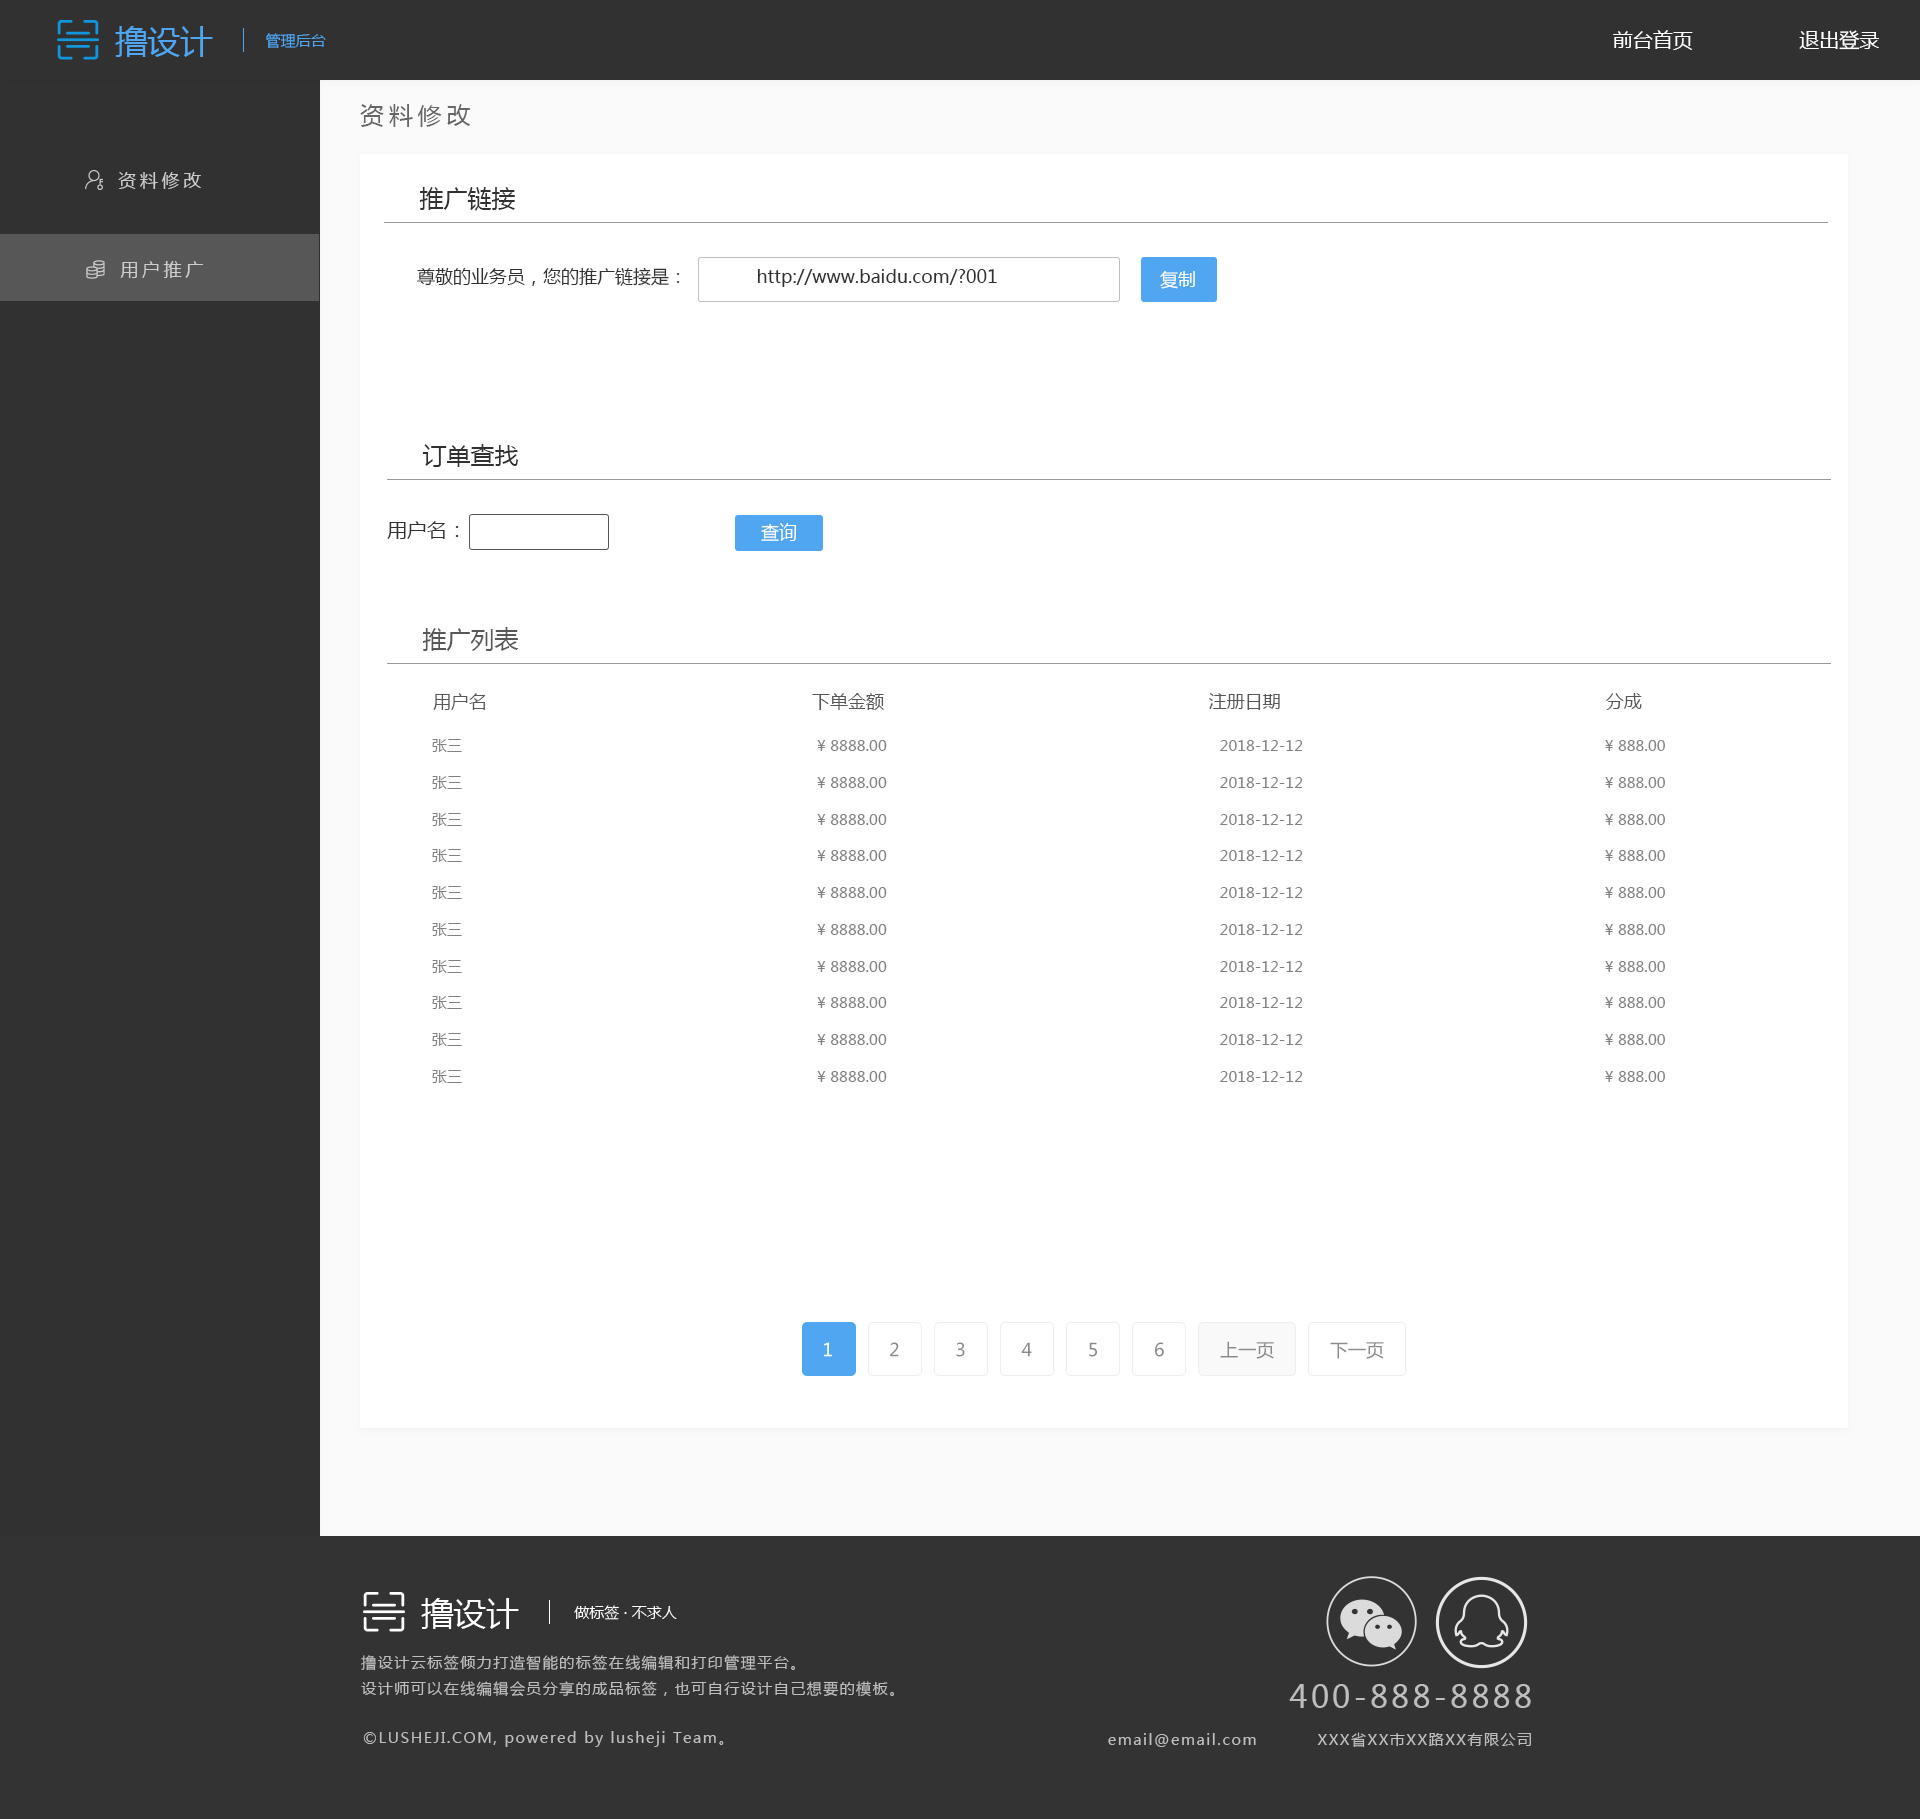 撸设计 管理后台 前台首页 退出登录
资料修改
用户推广
资料修改
推广链接
尊敬的业务员，您的推广链接是： http://www.baidu.com/?001 复制
订单查找
用户名： 查询
推广列表
用户名 下单金额 注册日期 分成
张三 ¥ 8888.00 2018-12-12 ¥ 888.00
张三 ¥ 8888.00 2018-12-12 ¥ 888.00
张三 ¥ 8888.00 2018-12-12 ¥ 888.00
张三 ¥ 8888.00 2018-12-12 ¥ 888.00
张三 ¥ 8888.00 2018-12-12 ¥ 888.00
张三 ¥ 8888.00 2018-12-12 ¥ 888.00
张三 ¥ 8888.00 2018-12-12 ¥ 888.00
张三 ¥ 8888.00 2018-12-12 ¥ 888.00
张三 ¥ 8888.00 2018-12-12 ¥ 888.00
张三 ¥ 8888.00 2018-12-12 ¥ 888.00
1 2 3 4 5 6 上一页 下一页
撸设计 做标签 · 不求人
撸设计云标签倾力打造智能的标签在线编辑和打印管理平台。
设计师可以在线编辑会员分享的成品标签，也可自行设计自己想要的模板。
©LUSHEJI.COM, powered by lusheji Team。
400-888-8888
email@email.com XXX省XX市XX路XX有限公司